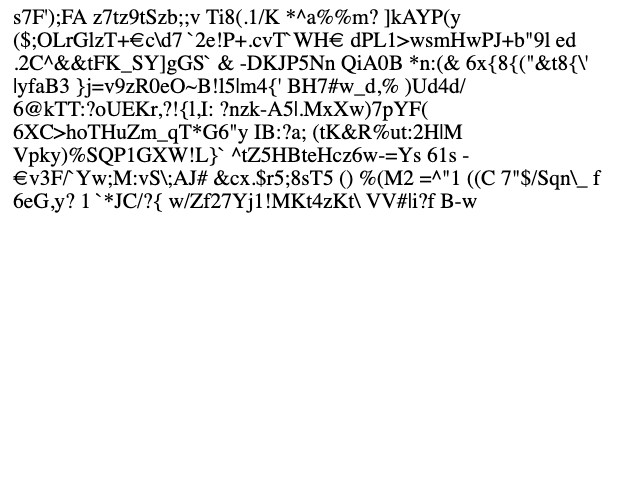 s7F');FA z7tz9tSzb;;v Ti8(.1/K *^a%%m? ]kAYP(y
($;OLrGlzT+€c\d7`2e!P+.cvT`WH€ dPL1>wsmHwPJ+b"9l ed
.2C^&&tFK_SY]gGS` & -DKJP5Nn QiA0B *n:(& 6x{8{("&t8{\'
|yfaB3 }j=v9zR0eO~B!l5|m4{' BH7#w_d,% )Ud4d/
6@kTT:?oUEKr,?!{l,I: ?nzk-A5|.MxXw)7pYF(
6XC>hoTHuZm_qT*G6"y IB:?a; (tK&R%ut:2H|M
Vpky)%SQP1GXW!L}` ^tZ5HBteHcz6w-=Ys 61s -
€v3F/`Yw;M:vS\;AJ# &cx.$r5;8sT5 () %(M2 =^"1 ((C 7"$/Sqn\_ f
6eG,y? 1`*JC/?{ w/Zf27Yj1!MKt4zKt\ VV#|i?f B-w